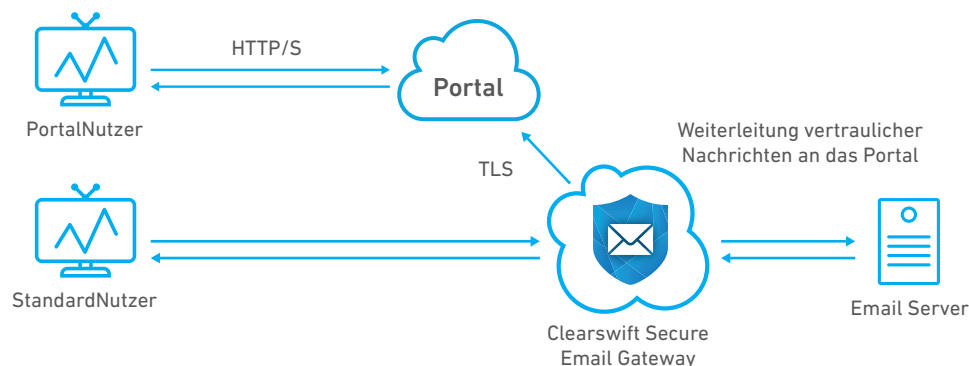 HTTP/S
Portal
PortalNutzer
Weiterleitung vertraulicher
Nachrichten an das Portal
TLS
StandardNutzer
Email Server
Clearswift Secure
Email Gateway